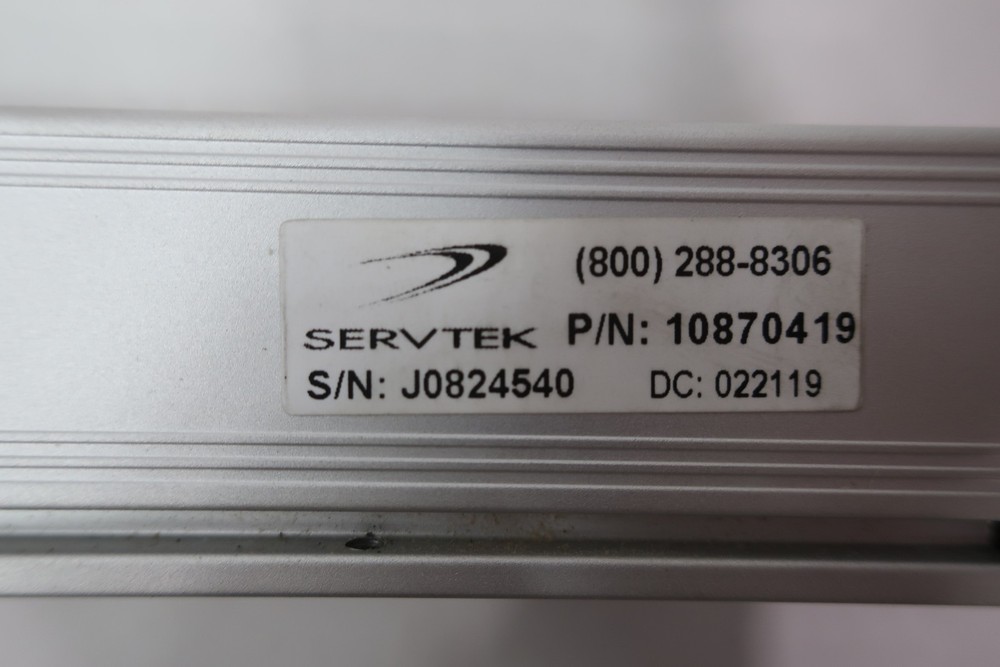 (800) 288-8306
SERVTEK P/N: 10870419
S/N: J0824540 DC: 022119